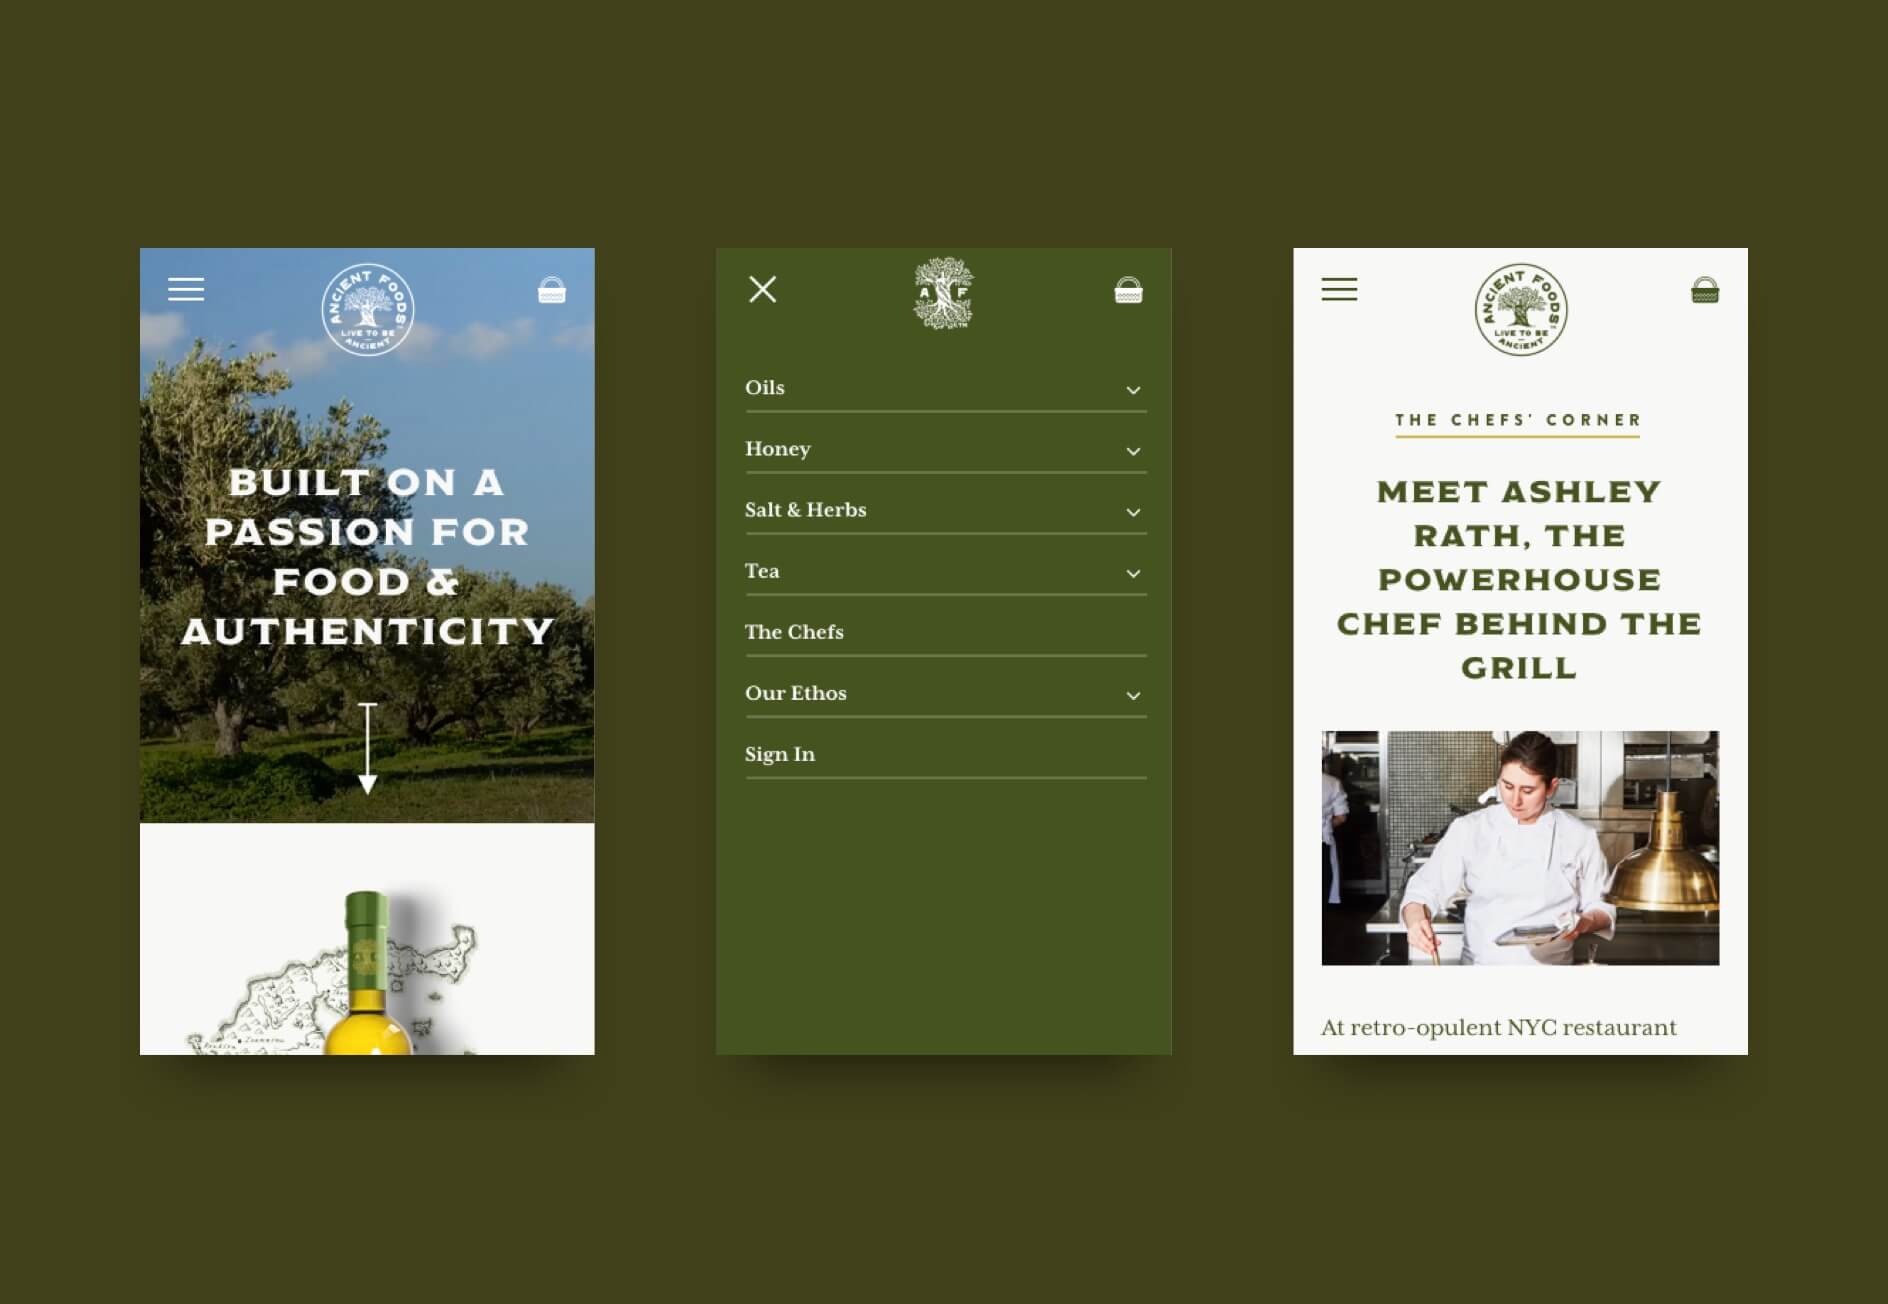 ANCIENT FOODS
LIVE TO BE
ANCIENT
BUILT ON A
PASSION FOR
FOOD &
AUTHENTICITY
A F
Oils
Honey
Salt & Herbs
Tea
The Chefs
Our Ethos
Sign In
ANCIENT FOODS
LIVE TO BE
ANCIENT
THE CHEFS' CORNER
MEET ASHLEY
RATH, THE
POWERHOUSE
CHEF BEHIND THE
GRILL
At retro-opulent NYC restaurant